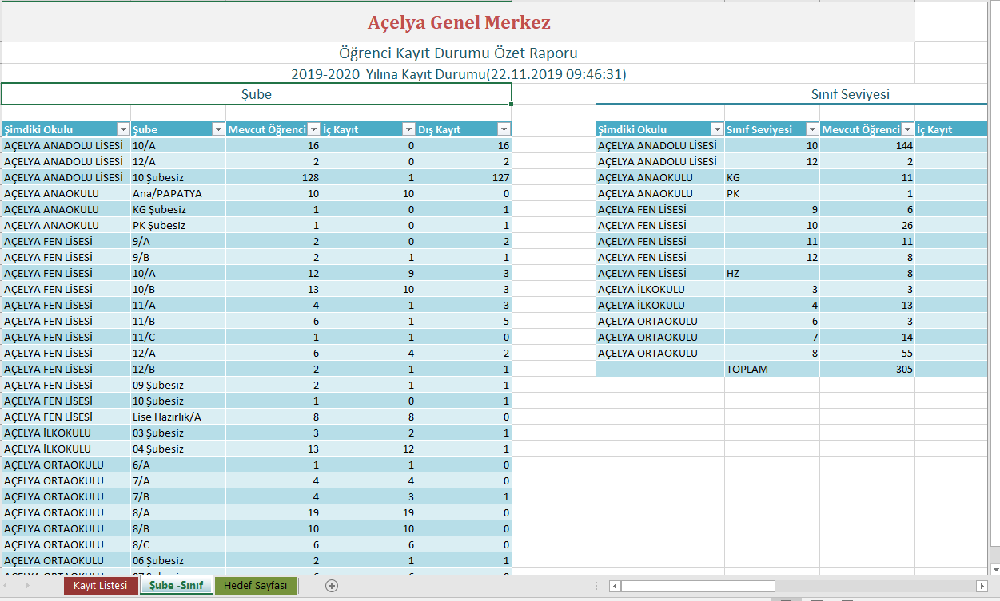 Açelya Genel Merkez
Öğrenci Kayıt Durumu Özet Raporu
2019-2020 Yılına Kayıt Durumu(22.11.2019 09:46:31)
Şube
Sınıf Seviyesi
Şimdiki Okulu Şube Mevcut Öğrenci İç Kayıt Dış Kayıt
AÇELYA ANADOLU LİSESİ 10/A 16 0 16
AÇELYA ANADOLU LİSESİ 12/A 2 0 2
AÇELYA ANADOLU LİSESİ 10 Şubesiz 128 1 127
AÇELYA ANAOKULU Ana/PAPATYA 10 10 0
AÇELYA ANAOKULU KG Şubesiz 1 0 1
AÇELYA ANAOKULU PK Şubesiz 1 0 1
AÇELYA FEN LİSESİ 9/A 2 0 2
AÇELYA FEN LİSESİ 9/B 2 1 1
AÇELYA FEN LİSESİ 10/A 12 9 3
AÇELYA FEN LİSESİ 10/B 13 10 3
AÇELYA FEN LİSESİ 11/A 4 1 3
AÇELYA FEN LİSESİ 11/B 6 1 5
AÇELYA FEN LİSESİ 11/C 1 1 0
AÇELYA FEN LİSESİ 12/A 6 4 2
AÇELYA FEN LİSESİ 12/B 2 1 1
AÇELYA FEN LİSESİ 09 Şubesiz 2 1 1
AÇELYA FEN LİSESİ 10 Şubesiz 1 0 1
AÇELYA FEN LİSESİ Lise Hazırlık/A 8 8 0
AÇELYA İLKOKULU 03 Şubesiz 3 2 1
AÇELYA İLKOKULU 04 Şubesiz 13 12 1
AÇELYA ORTAOKULU 6/A 1 1 0
AÇELYA ORTAOKULU 7/A 4 4 0
AÇELYA ORTAOKULU 7/B 4 3 1
AÇELYA ORTAOKULU 8/A 19 19 0
AÇELYA ORTAOKULU 8/B 10 10 0
AÇELYA ORTAOKULU 8/C 6 6 0
AÇELYA ORTAOKULU 06 Şubesiz 2 1 1
Şimdiki Okulu Sınıf Seviyesi Mevcut Öğrenci İç Kayıt
AÇELYA ANADOLU LİSESİ 10 144
AÇELYA ANADOLU LİSESİ 12 2
AÇELYA ANAOKULU KG 11
AÇELYA ANAOKULU PK 1
AÇELYA FEN LİSESİ 9 6
AÇELYA FEN LİSESİ 10 26
AÇELYA FEN LİSESİ 11 11
AÇELYA FEN LİSESİ 12 8
AÇELYA FEN LİSESİ HZ 8
AÇELYA İLKOKULU 3 3
AÇELYA İLKOKULU 4 13
AÇELYA ORTAOKULU 6 3
AÇELYA ORTAOKULU 7 14
AÇELYA ORTAOKULU 8 55
TOPLAM 305
Kayıt Listesi Şube -Sınıf Hedef Sayfası